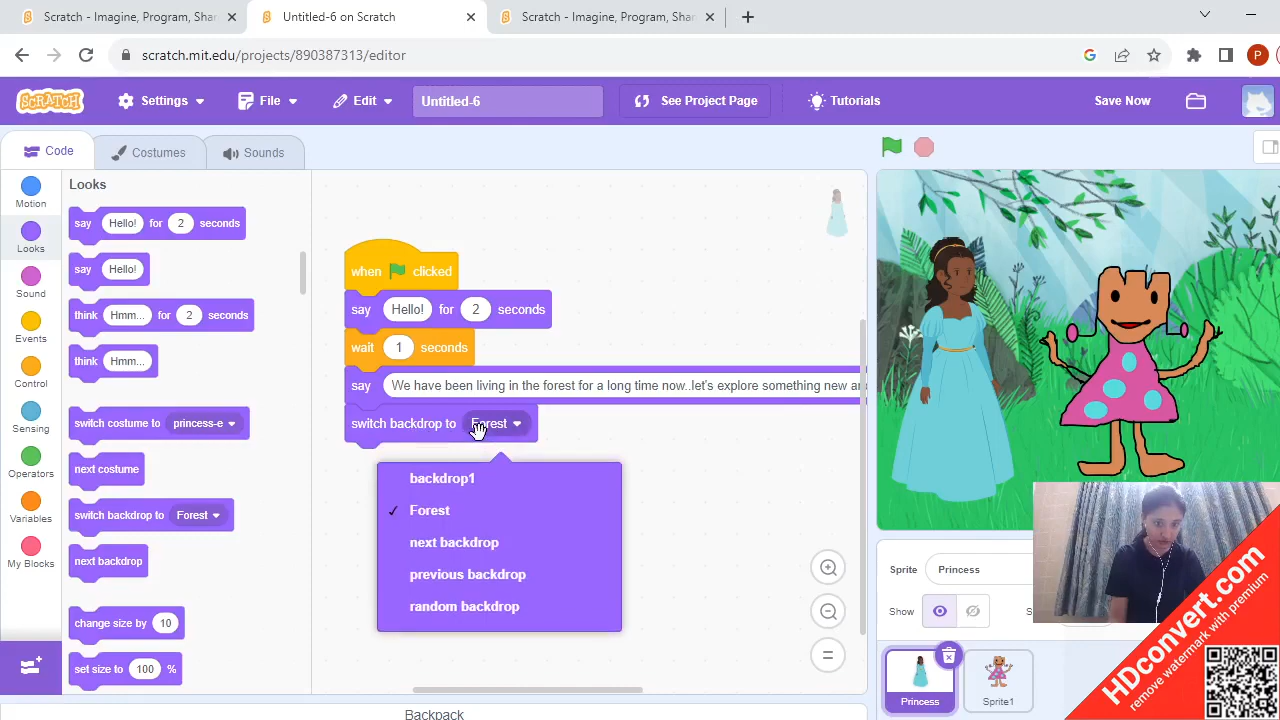 Scratch - Imagine, Program, Shar
Untitled-6 on Scratch
Scratch - Imagine, Program, Shar
scratch.mit.edu/projects/890387313/editor
G
P
SCRATCH
Settings
File
Edit
Untitled-6
See Project Page
Tutorials
Save Now
Code
Costumes
Sounds
Motion
Looks
Sound
Events
Control
Sensing
Operators
Variables
My Blocks
Looks
say Hello! for 2 seconds
say Hello!
think Hmm... for 2 seconds
think Hmm...
switch costume to princess-e
next costume
switch backdrop to Forest
next backdrop
change size by 10
set size to 100 %
when clicked
say Hello! for 2 seconds
wait 1 seconds
say We have been living in the forest for a long time now..let's explore something new an
switch backdrop to Forest
backdrop1
Forest
next backdrop
previous backdrop
random backdrop
Sprite Princess
Show
Princess
Sprite1
Backpack
HDconvert.com
remove watermark with premium